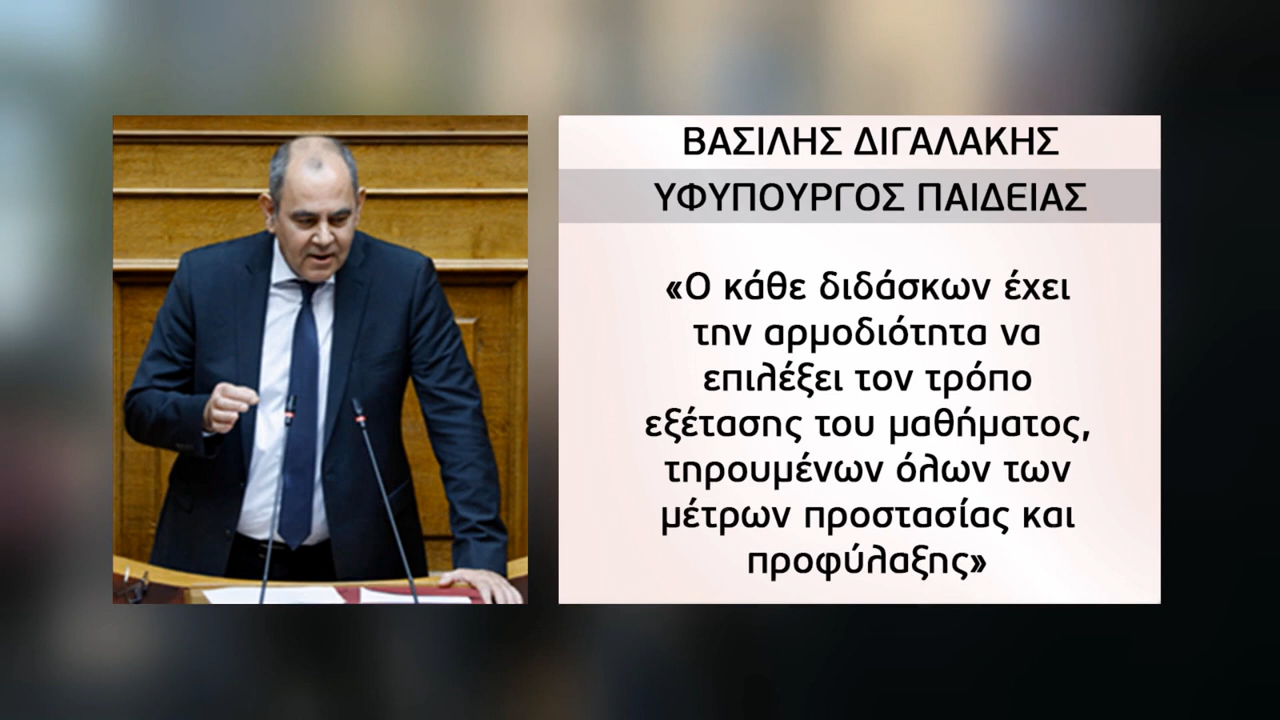 ΒΑΣΙΛΗΣ ΔΙΓΑΛΑΚΗΣ
ΥΦΥΠΟΥΡΓΟΣ ΠΑΙΔΕΙΑΣ
«Ο κάθε διδάσκων έχει
την αρμοδιότητα να
επιλέξει τον τρόπο
εξέτασης του μαθήματος,
τηρουμένων όλων των
μέτρων προστασίας και
προφύλαξης»